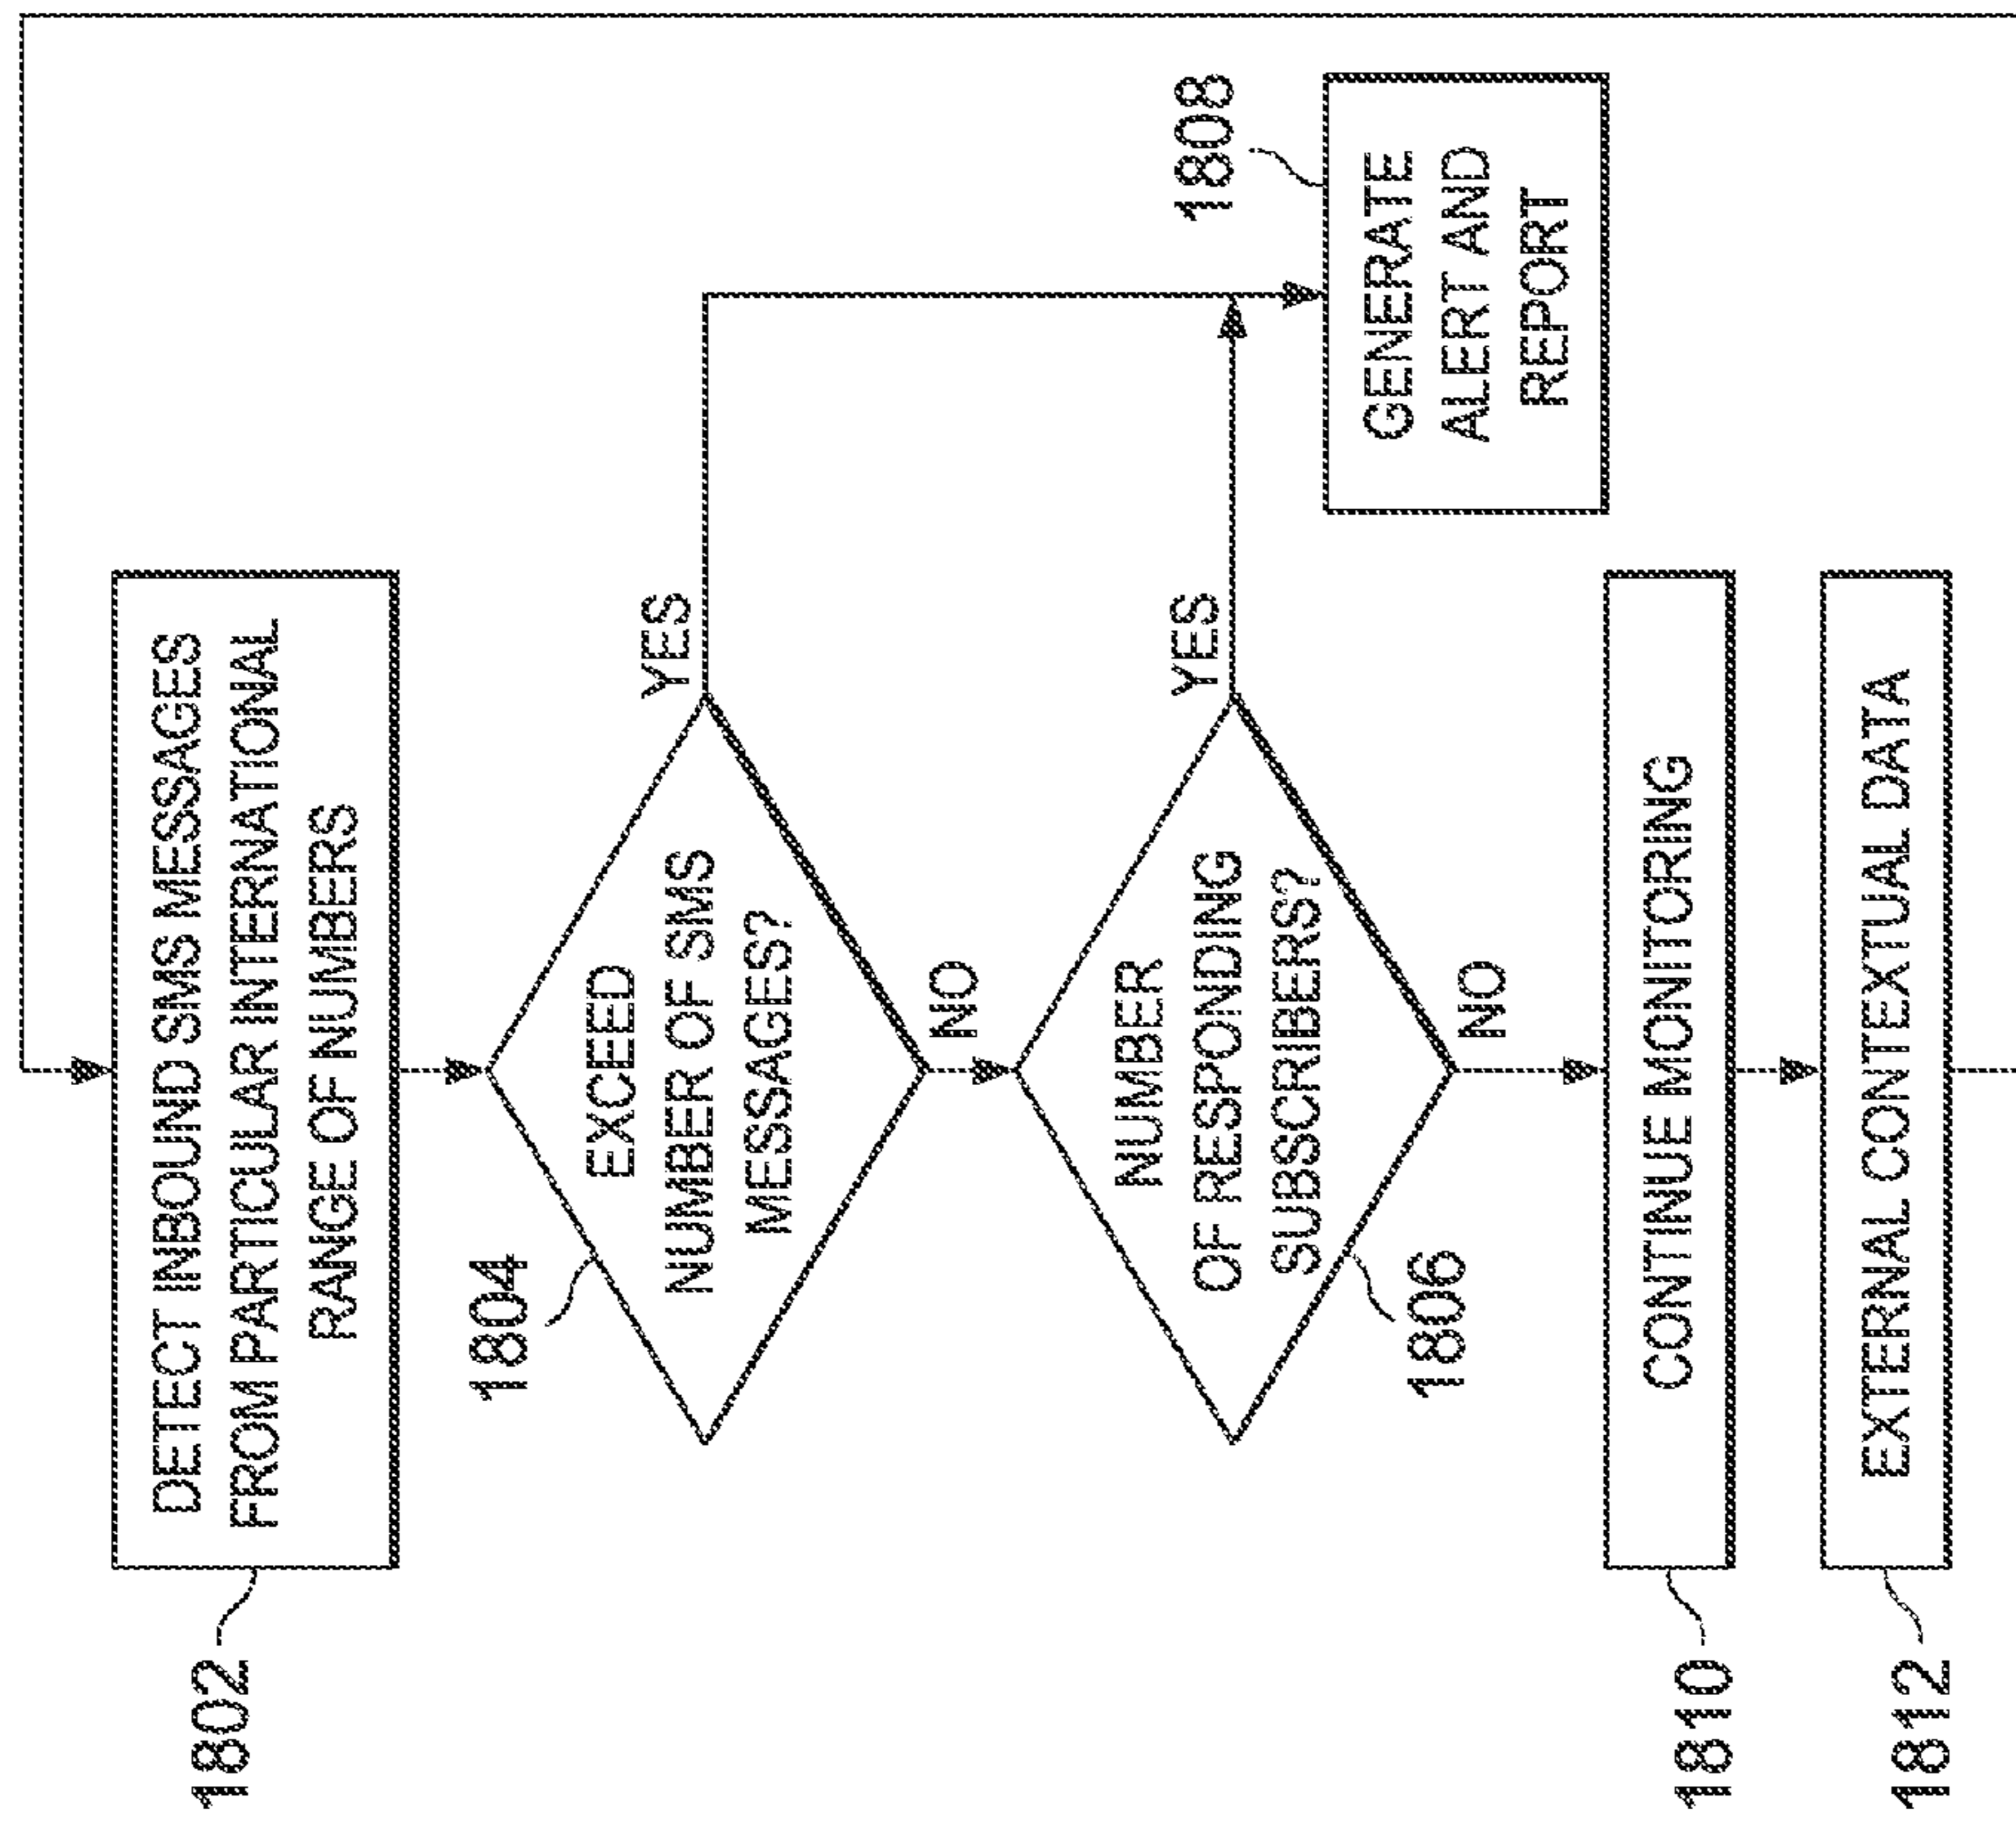 1802
DETECT INBOUND SMS MESSAGES
FROM PARTICULAR INTERNATIONAL
RANGE OF NUMBERS
1804
EXCEED
NUMBER OF SMS
MESSAGES?
YES
NO
1806
NUMBER
OF RESPONDING
SUBSCRIBERS?
YES
NO
1808
GENERATE
ALERT AND
REPORT
1810
CONTINUE MONITORING
1812
EXTERNAL CONTEXTUAL DATA